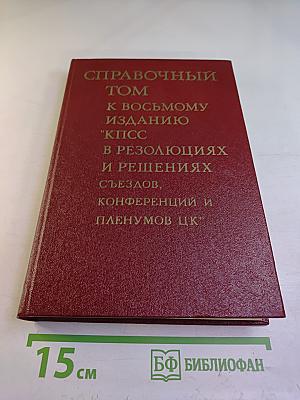 СПРАВОЧНЫЙ
ТОМ
К ВОСЬМОМУ
ИЗДАНИЮ
"КПСС
В РЕЗОЛЮЦИЯХ
И РЕШЕНИЯХ
СЪЕЗДОВ,
КОНФЕРЕНЦИЙ И
ПЛЕНУМОВ ЦК"
15 см
БФ БИБЛИОФАН